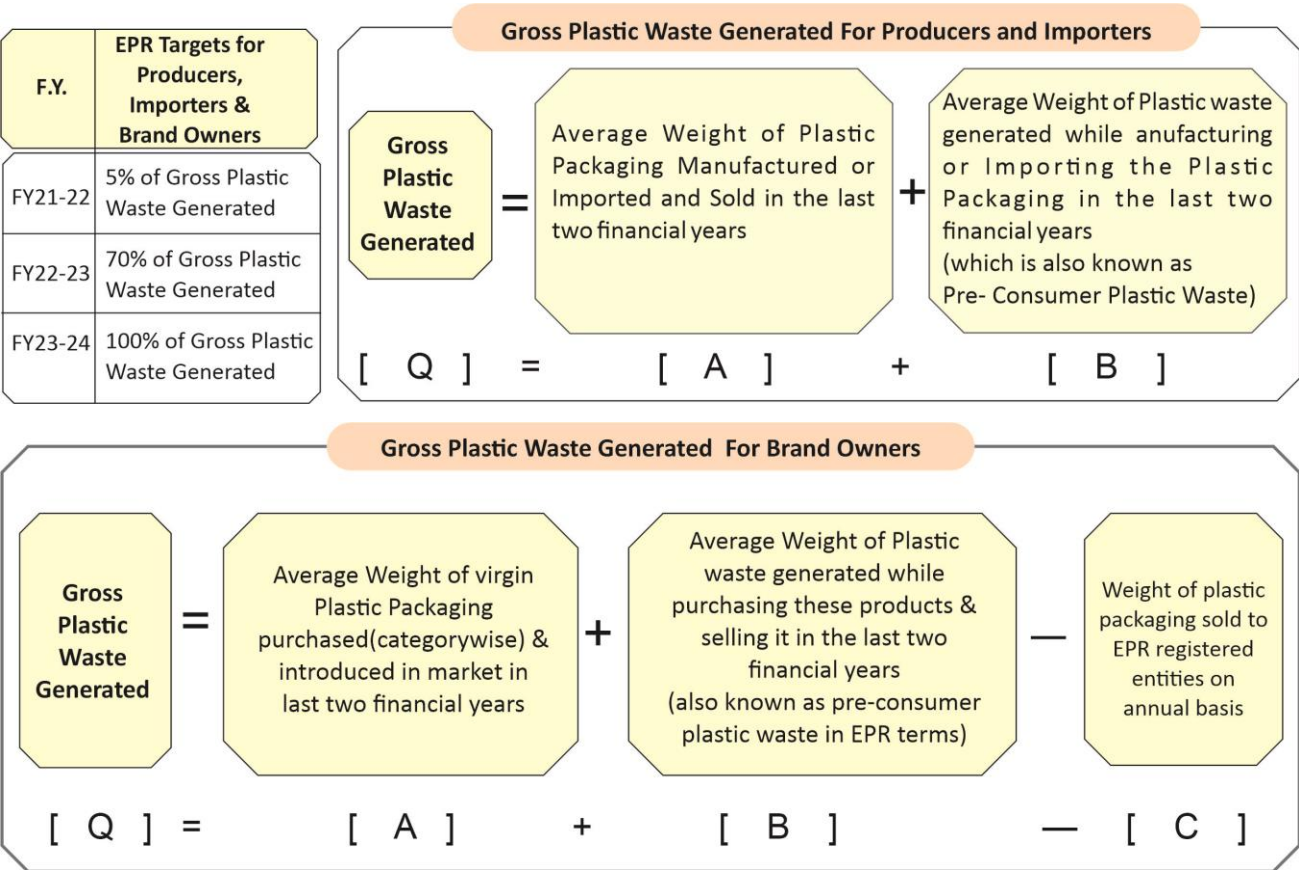 Gross Plastic Waste Generated For Producers and Importers
F.Y.
EPR Targets for
Producers,
Importers &
Brand Owners
FY21-22
5% of Gross Plastic
Waste Generated
FY22-23
70% of Gross Plastic
Waste Generated
FY23-24
100% of Gross Plastic
Waste Generated
Gross
Plastic
Waste
Generated
=
Average Weight of Plastic
Packaging Manufactured or
Imported and Sold in the last
two financial years
+
Average Weight of Plastic waste
generated while anufacturing
or Importing the Plastic
Packaging in the last two
financial years
(which is also known as
Pre- Consumer Plastic Waste)
[ Q ] = [ A ] + [ B ]
Gross Plastic Waste Generated For Brand Owners
Gross
Plastic
Waste
Generated
=
Average Weight of virgin
Plastic Packaging
purchased(categorywise) &
introduced in market in
last two financial years
+
Average Weight of Plastic
waste generated while
purchasing these products &
selling it in the last two
financial years
(also known as pre-consumer
plastic waste in EPR terms)
—
Weight of plastic
packaging sold to
EPR registered
entities on
annual basis
[ Q ] = [ A ] + [ B ] — [ C ]